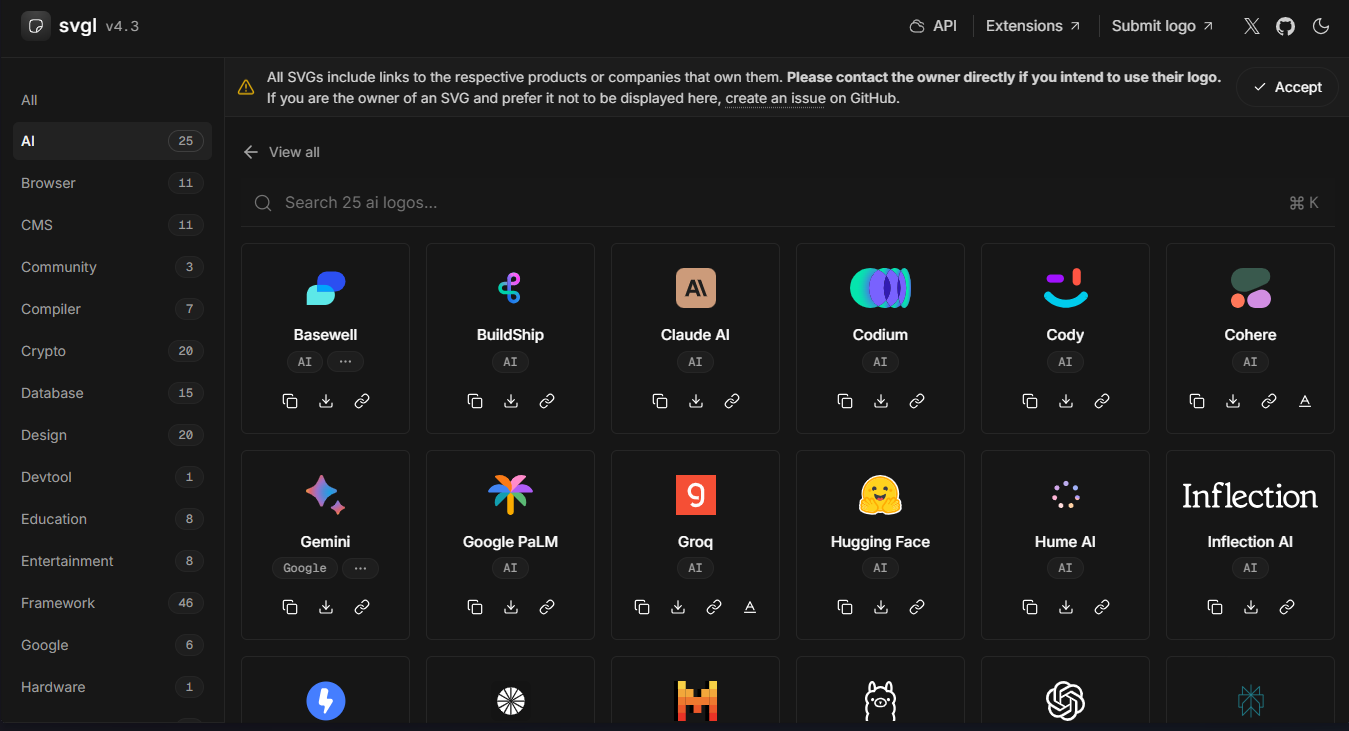 svgl v4.3
API
Extensions ↗
Submit logo ↗
All
AI 25
Browser 11
CMS 11
Community 3
Compiler 7
Crypto 20
Database 15
Design 20
Devtool 1
Education 8
Entertainment 8
Framework 46
Google 6
Hardware 1
All SVGs include links to the respective products or companies that own them. Please contact the owner directly if you intend to use their logo.
If you are the owner of an SVG and prefer it not to be displayed here, create an issue on GitHub.
Accept
View all
Search 25 ai logos...
⌘ K
Basewell
AI ...
BuildShip
AI
A\
Claude AI
AI
Codium
AI
Cody
AI
Cohere
AI
Gemini
Google ...
Google PaLM
AI
Groq
AI
Hugging Face
AI
Hume AI
AI
Inflection
Inflection AI
AI